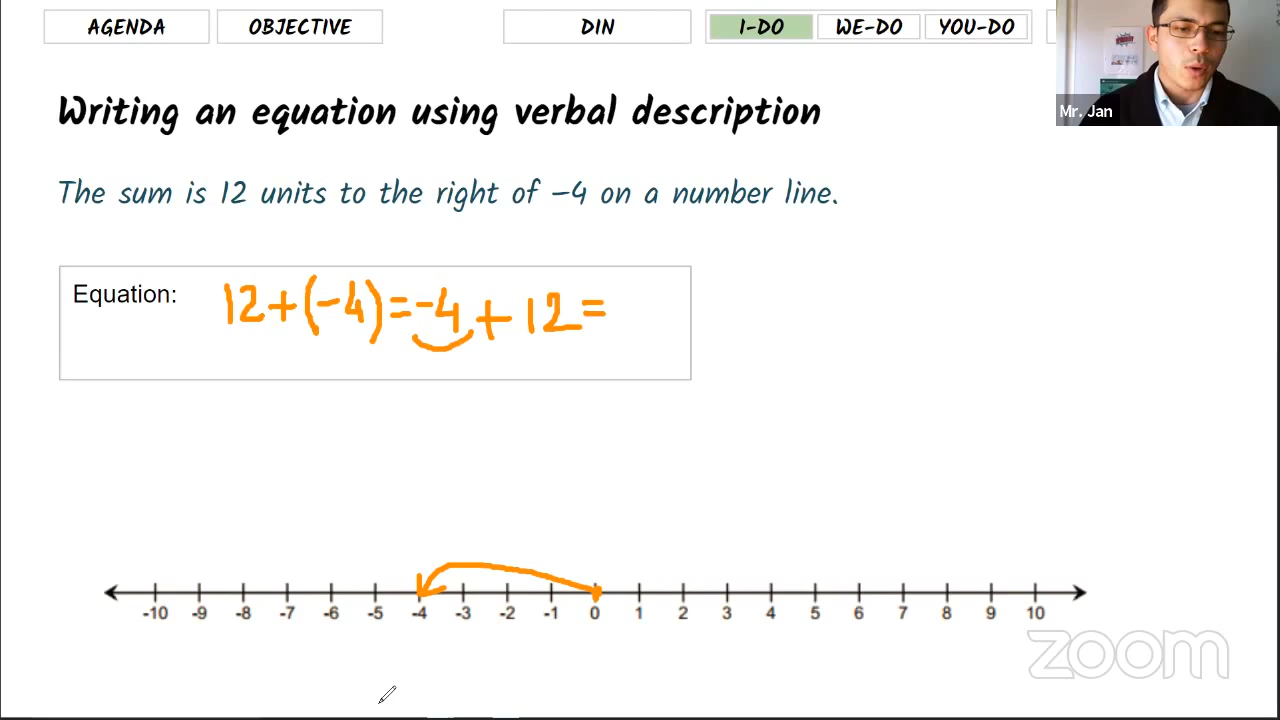 AGENDA OBJECTIVE DIN I-DO WE-DO YOU-DO
Mr. Jan
Writing an equation using verbal description
The sum is 12 units to the right of –4 on a number line.
Equation: 12+(-4)=-4+12=
-10 -9 -8 -7 -6 -5 -4 -3 -2 -1 0 1 2 3 4 5 6 7 8 9 10
zoom